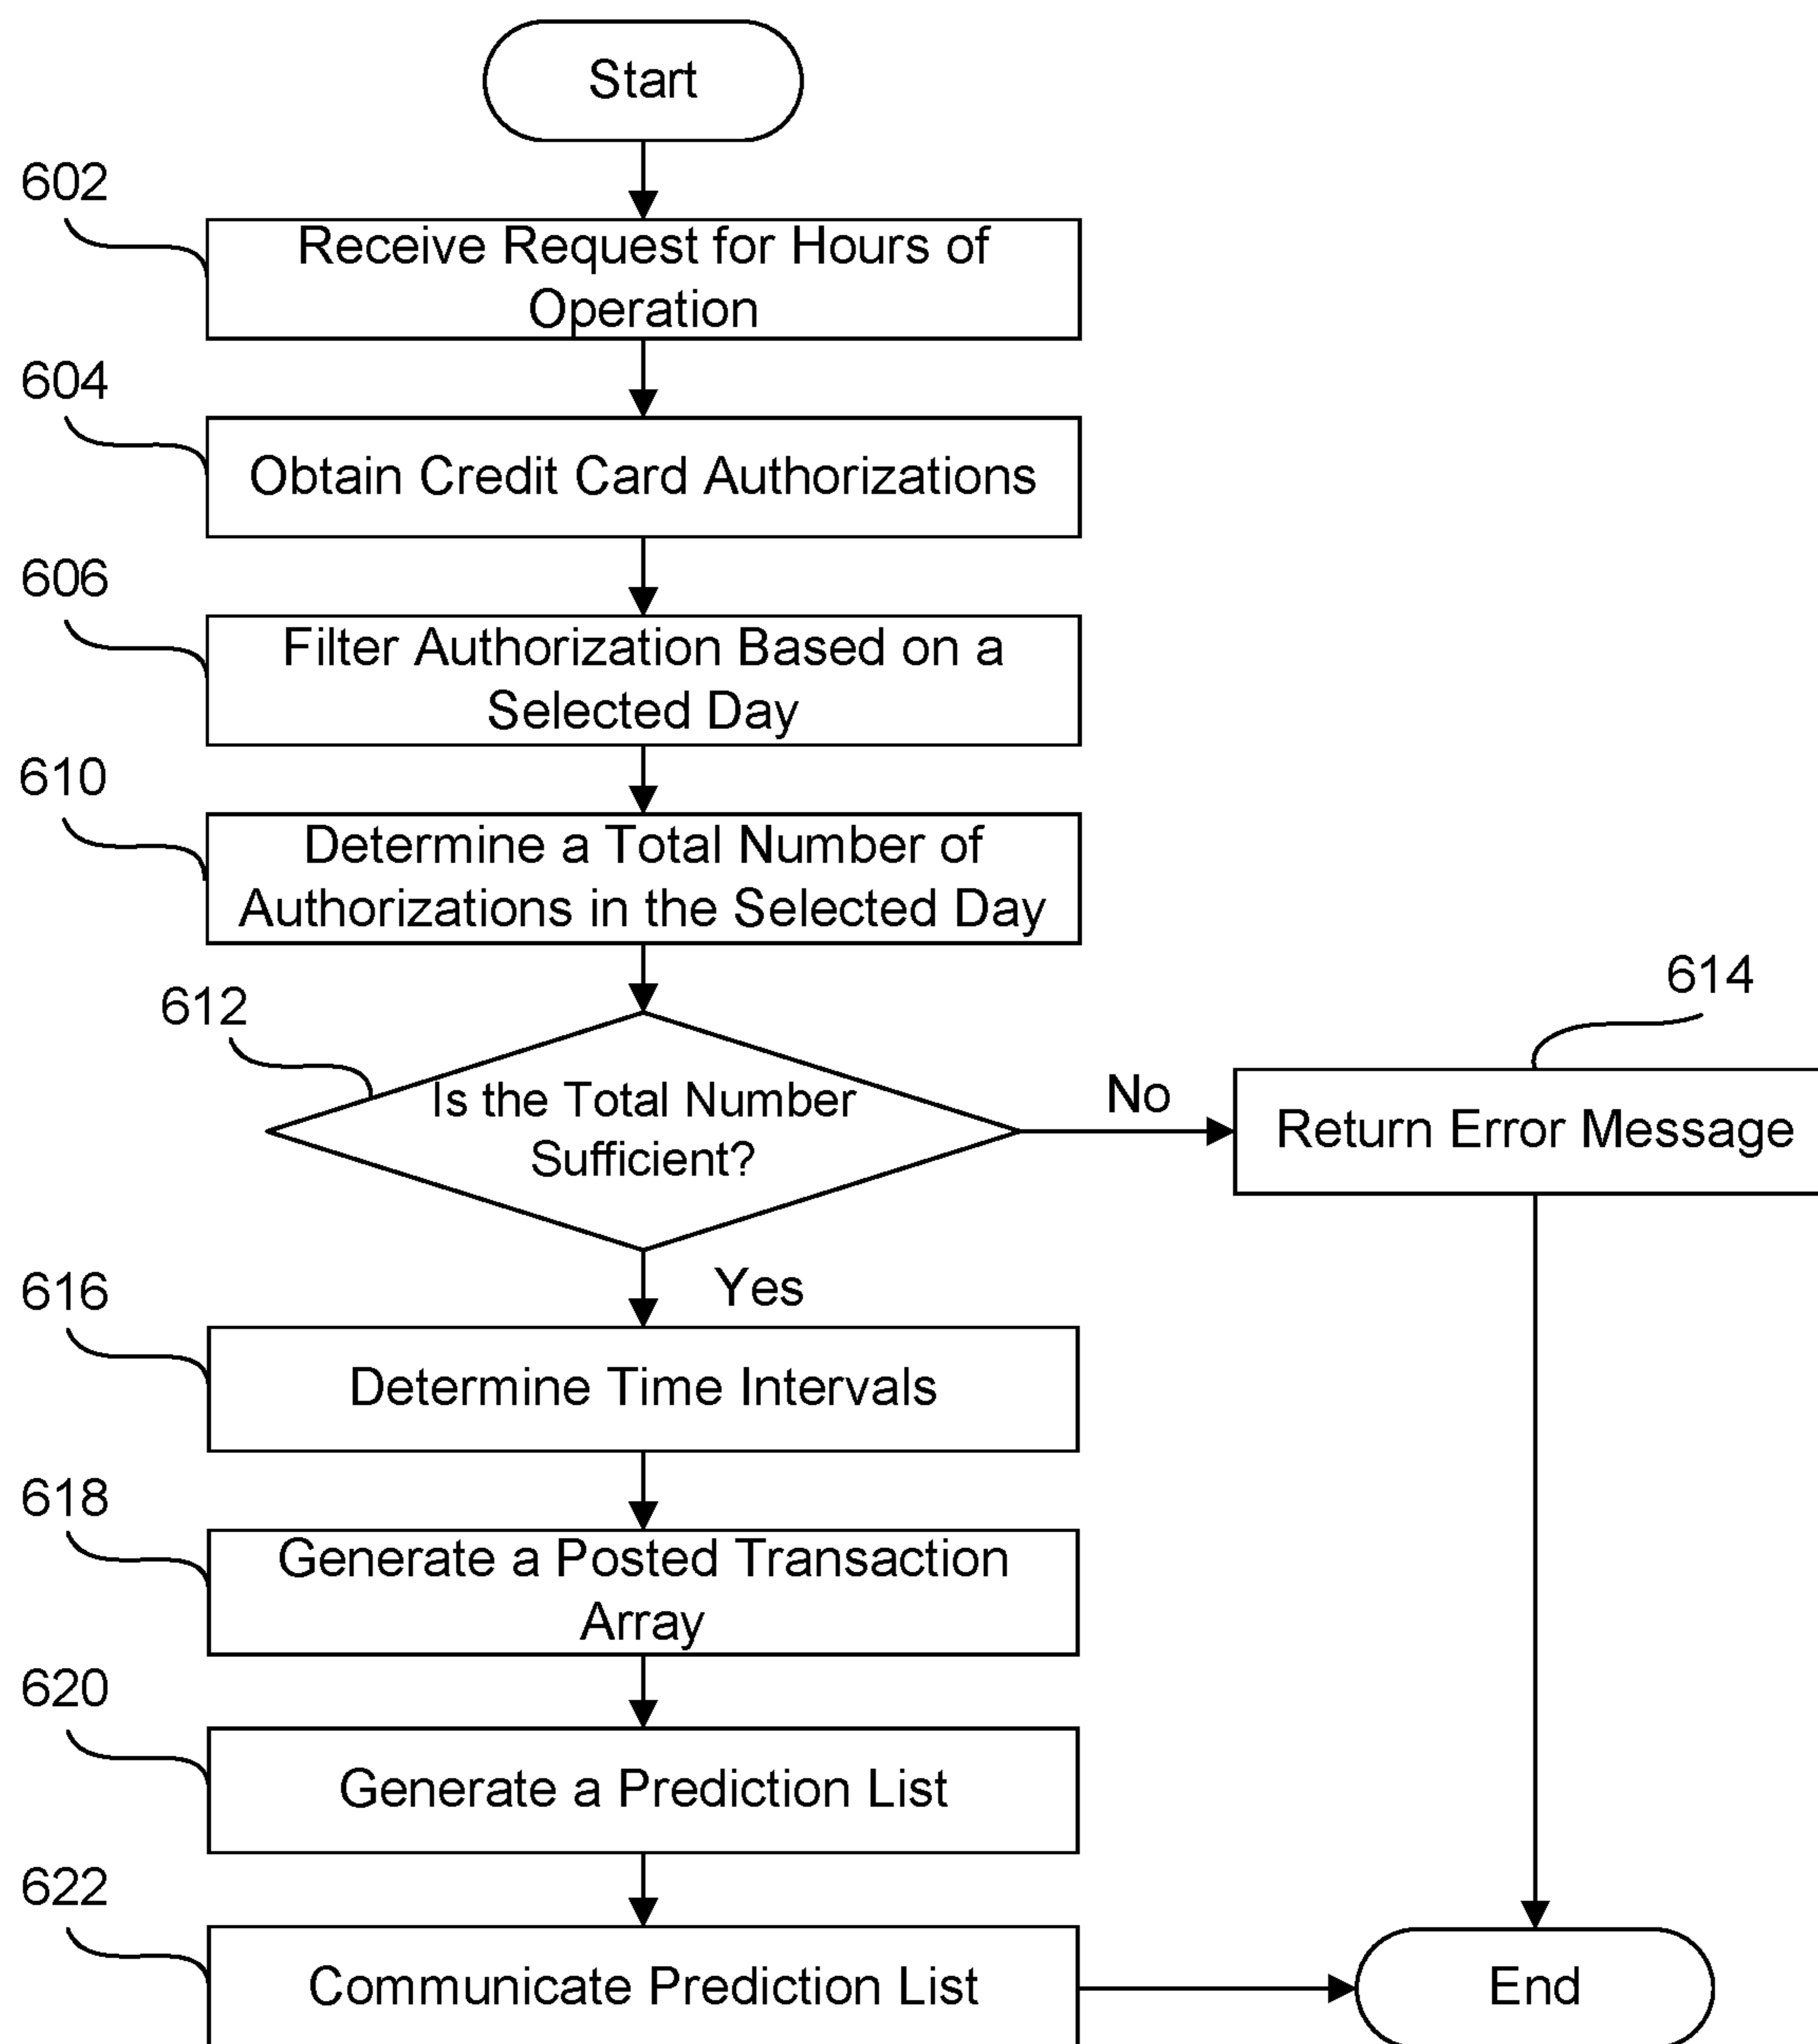 Start
602
Receive Request for Hours of
Operation
604
Obtain Credit Card Authorizations
606
Filter Authorization Based on a
Selected Day
610
Determine a Total Number of
Authorizations in the Selected Day
612
Is the Total Number
Sufficient?
No
614
Return Error Message
Yes
616
Determine Time Intervals
618
Generate a Posted Transaction
Array
620
Generate a Prediction List
622
Communicate Prediction List
End